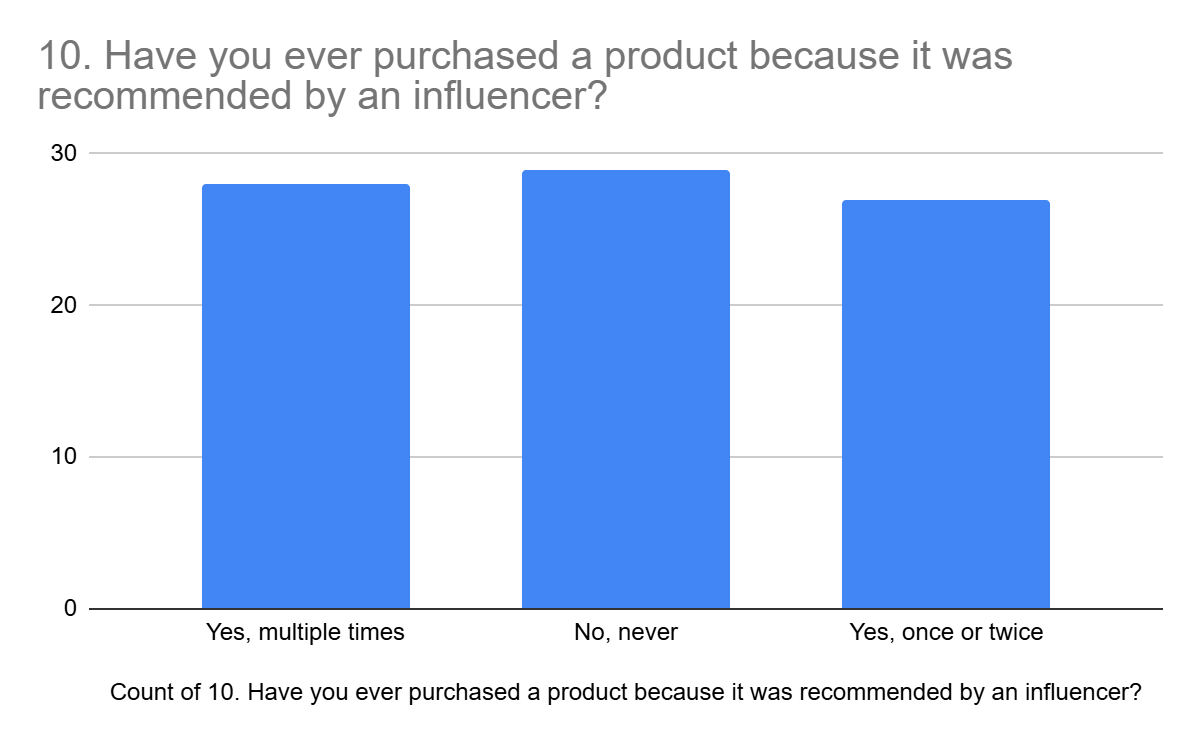 10. Have you ever purchased a product because it was
recommended by an influencer?
30
20
10
0
Yes, multiple times
No, never
Yes, once or twice
Count of 10. Have you ever purchased a product because it was recommended by an influencer?